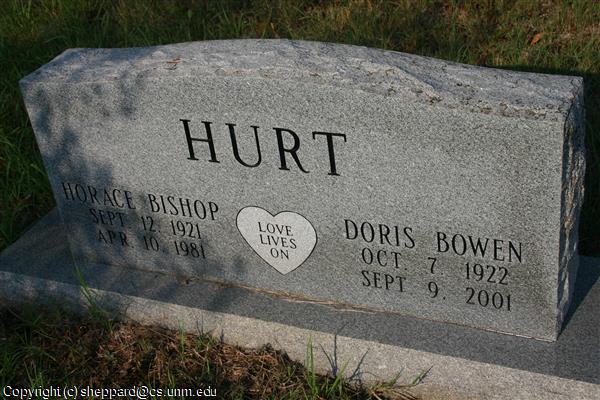 HURT
HORACE BISHOP
SEPT. 12, 1921
APR. 10, 1981
LOVE
LIVES
ON
DORIS BOWEN
OCT. 7, 1922
SEPT. 9, 2001
Copyright (c) sheppard@cs.unm.edu